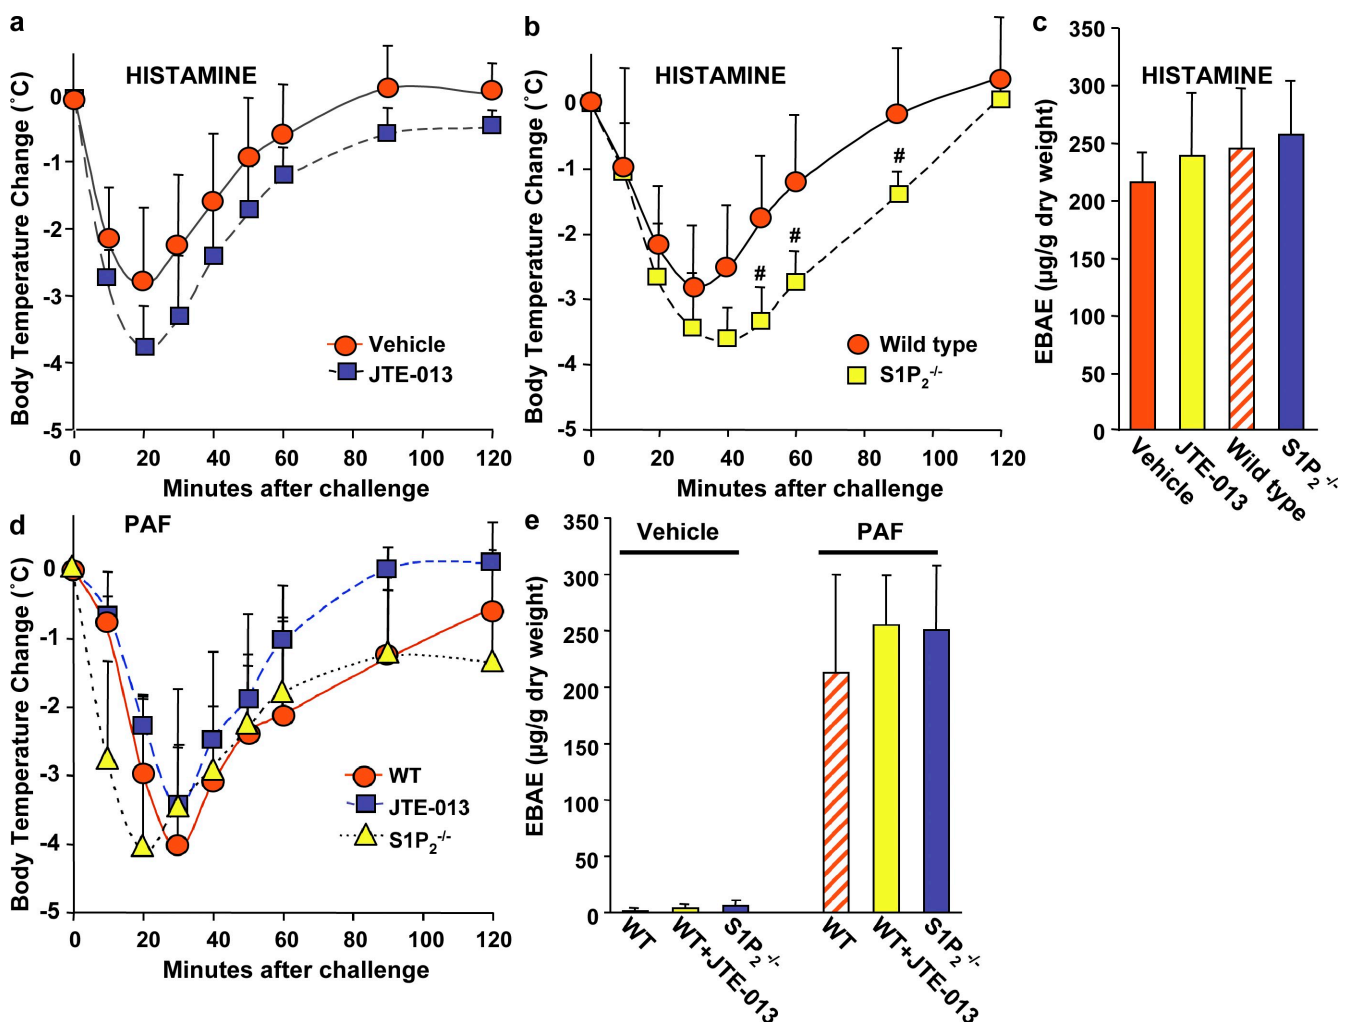 a
HISTAMINE
Body Temperature Change (˚C)
0
-1
-2
-3
-4
-5
Vehicle
JTE-013
0 20 40 60 80 100 120
Minutes after challenge
b
HISTAMINE
Body Temperature Change (˚C)
0
-1
-2
-3
-4
-5
#
#
#
Wild type
S1P2-/-
0 20 40 60 80 100 120
Minutes after challenge
c
HISTAMINE
EBAE (µg/g dry weight)
350
300
250
200
150
100
50
0
Vehicle
JTE-013
Wild type
S1P2-/-
d
PAF
Body Temperature Change (˚C)
0
-1
-2
-3
-4
-5
WT
JTE-013
S1P2-/-
0 20 40 60 80 100 120
Minutes after challenge
e
Vehicle
PAF
EBAE (µg/g dry weight)
350
300
250
200
150
100
50
0
WT
WT+JTE-013
S1P2-/-
WT
WT+JTE-013
S1P2-/-